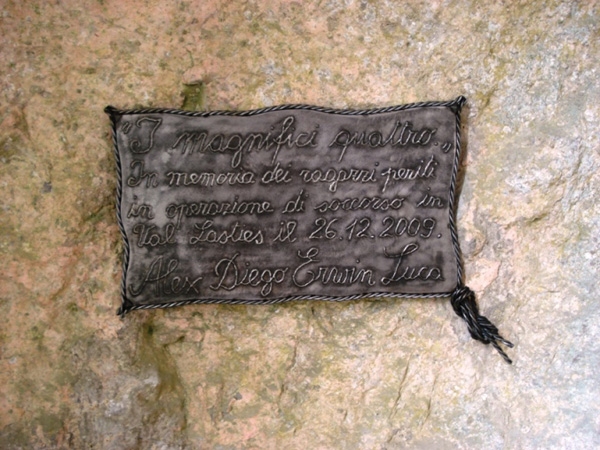 "I magnifici quattro"
In memoria dei ragazzi periti
in operazione di soccorso in
Val Lasties il 26.12.2009.
Alex Diego Erwin Luca